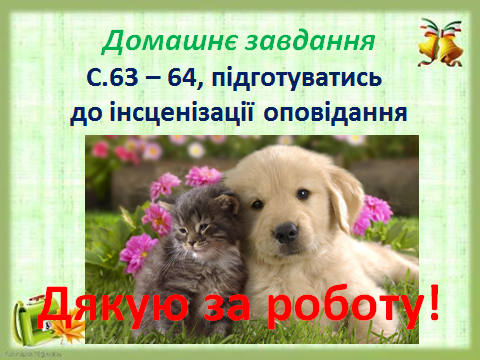 Домашнє завдання
С.63 – 64, підготуватись
до інсценізації оповідання
Дякую за роботу!